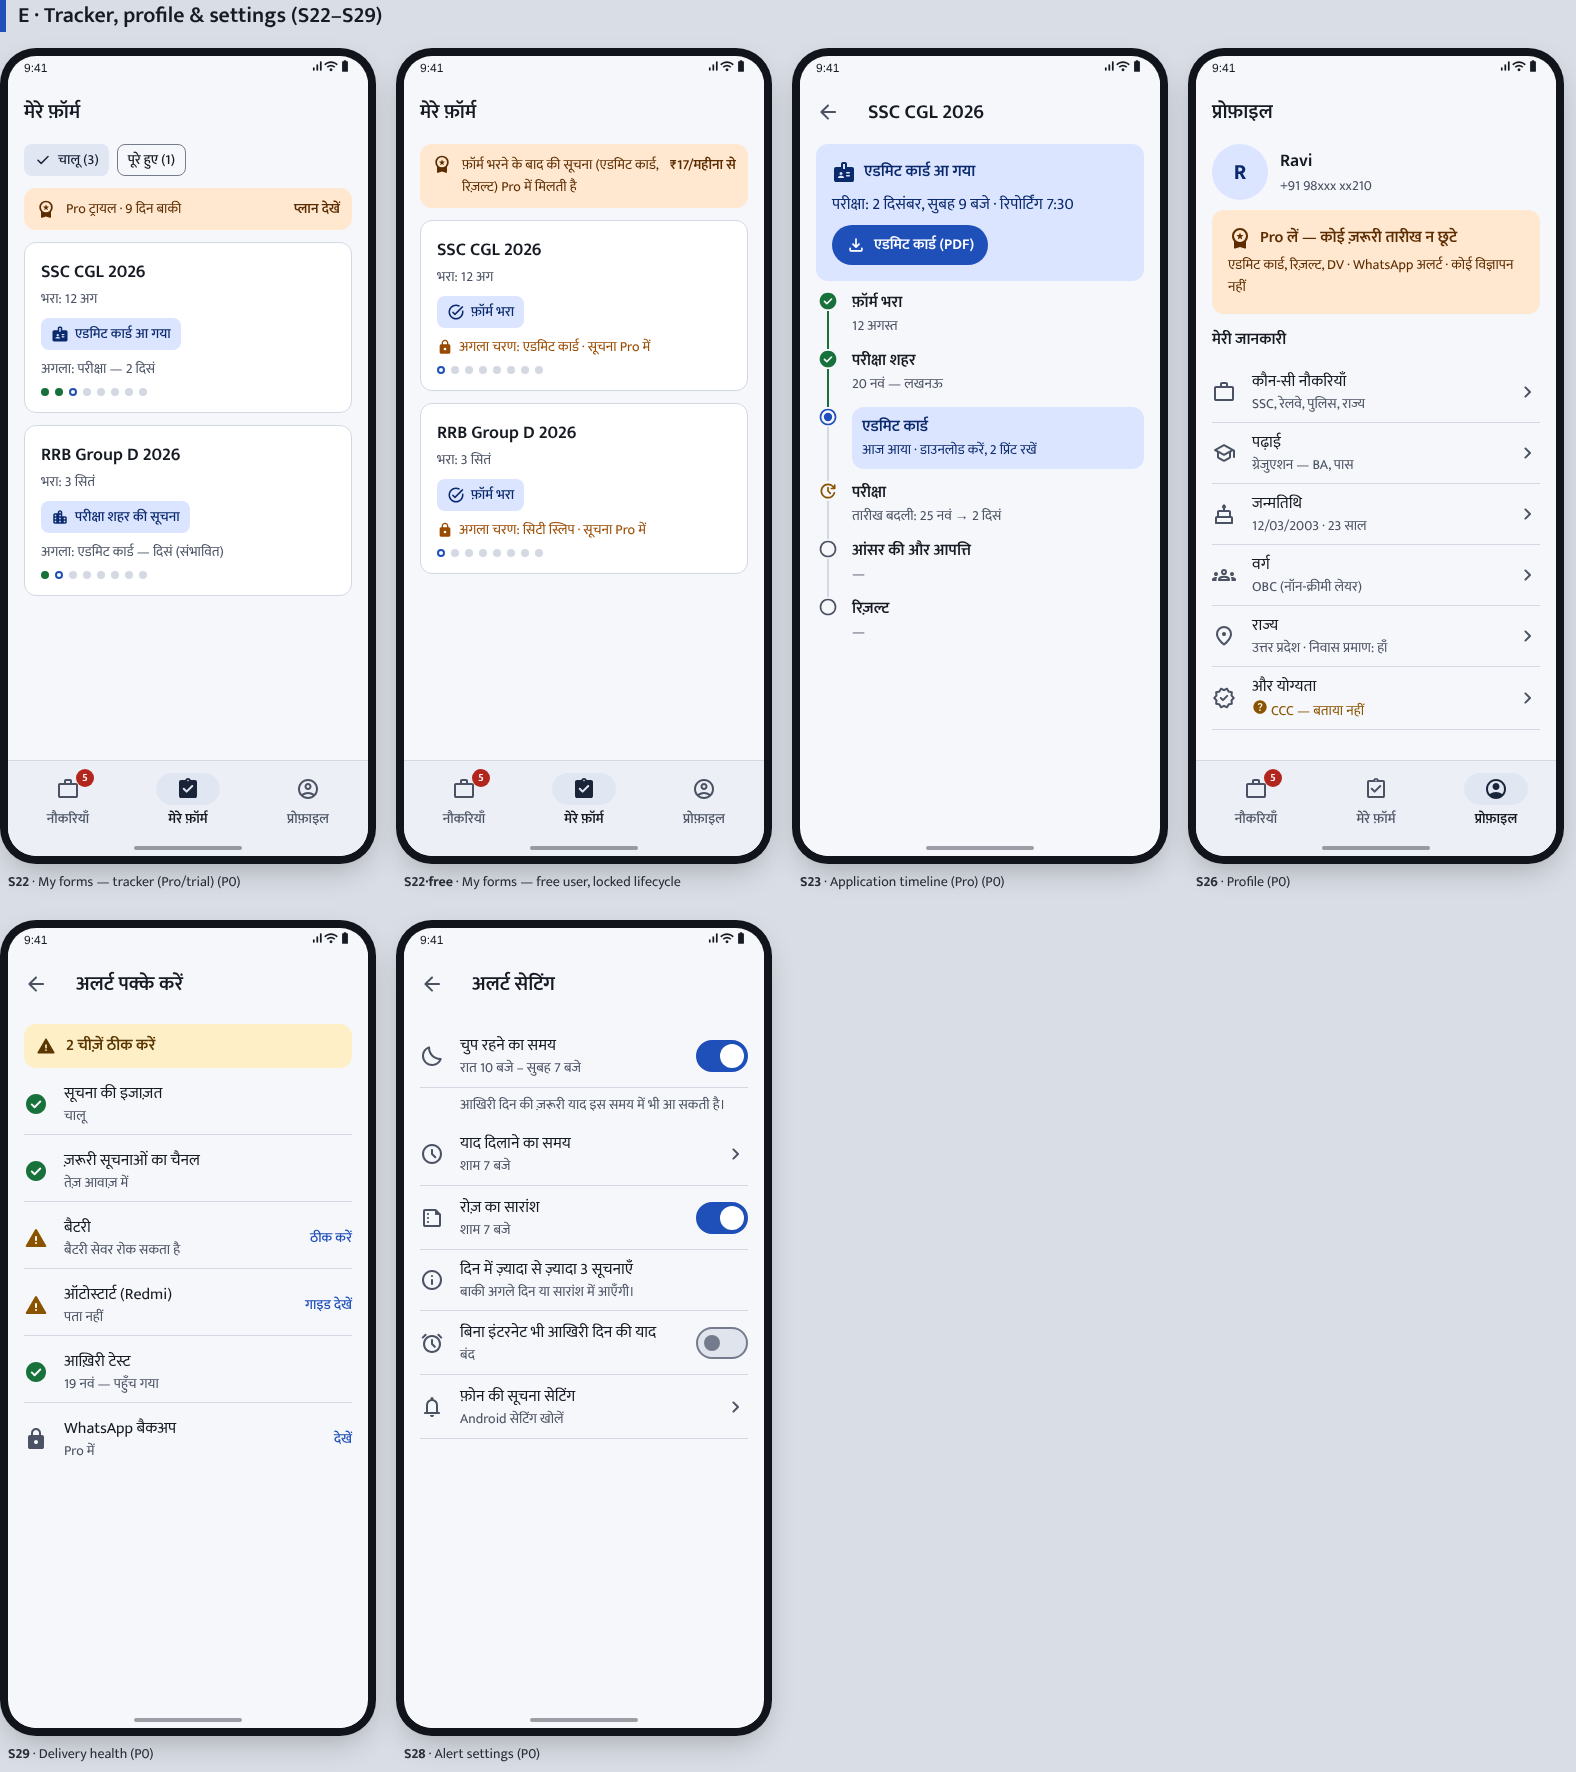 E · Tracker, profile & settings (S22–S29)
9:41
मेरे फ़ॉर्म
चालू (3)
पूरे हुए (1)
Pro ट्रायल · 9 दिन बाकी
प्लान देखें
SSC CGL 2026
भरा: 12 अग
एडमिट कार्ड आ गया
अगला: परीक्षा — 2 दिसं
RRB Group D 2026
भरा: 3 सितं
परीक्षा शहर की सूचना
अगला: एडमिट कार्ड — दिसं (संभावित)
5
नौकरियाँ
मेरे फ़ॉर्म
प्रोफ़ाइल
S22 · My forms — tracker (Pro/trial) (P0)
9:41
मेरे फ़ॉर्म
फ़ॉर्म भरने के बाद की सूचना (एडमिट कार्ड,
रिज़ल्ट) Pro में मिलती है
₹17/महीना से
SSC CGL 2026
भरा: 12 अग
फ़ॉर्म भरा
अगला चरण: एडमिट कार्ड · सूचना Pro में
RRB Group D 2026
भरा: 3 सितं
फ़ॉर्म भरा
अगला चरण: सिटी स्लिप · सूचना Pro में
5
नौकरियाँ
मेरे फ़ॉर्म
प्रोफ़ाइल
S22·free · My forms — free user, locked lifecycle
9:41
SSC CGL 2026
एडमिट कार्ड आ गया
परीक्षा: 2 दिसंबर, सुबह 9 बजे · रिपोर्टिंग 7:30
एडमिट कार्ड (PDF)
फ़ॉर्म भरा
12 अगस्त
परीक्षा शहर
20 नवं — लखनऊ
एडमिट कार्ड
आज आया · डाउनलोड करें, 2 प्रिंट रखें
परीक्षा
तारीख बदली: 25 नवं → 2 दिसं
आंसर की और आपत्ति
—
रिज़ल्ट
—
S23 · Application timeline (Pro) (P0)
9:41
प्रोफ़ाइल
R
Ravi
+91 98xxx xx210
Pro लें — कोई ज़रूरी तारीख न छूटे
एडमिट कार्ड, रिज़ल्ट, DV · WhatsApp अलर्ट · कोई विज्ञापन
नहीं
मेरी जानकारी
कौन-सी नौकरियाँ
SSC, रेलवे, पुलिस, राज्य
पढ़ाई
ग्रेजुएशन — BA, पास
जन्मतिथि
12/03/2003 · 23 साल
वर्ग
OBC (नॉन-क्रीमी लेयर)
राज्य
उत्तर प्रदेश · निवास प्रमाण: हाँ
और योग्यता
CCC — बताया नहीं
5
नौकरियाँ
मेरे फ़ॉर्म
प्रोफ़ाइल
S26 · Profile (P0)
9:41
अलर्ट पक्के करें
2 चीज़ें ठीक करें
सूचना की इजाज़त
चालू
ज़रूरी सूचनाओं का चैनल
तेज़ आवाज़ में
बैटरी
बैटरी सेवर रोक सकता है
ठीक करें
ऑटोस्टार्ट (Redmi)
पता नहीं
गाइड देखें
आख़िरी टेस्ट
19 नवं — पहुँच गया
WhatsApp बैकअप
Pro में
देखें
S29 · Delivery health (P0)
9:41
अलर्ट सेटिंग
चुप रहने का समय
रात 10 बजे – सुबह 7 बजे
आखिरी दिन की ज़रूरी याद इस समय में भी आ सकती है।
याद दिलाने का समय
शाम 7 बजे
रोज़ का सारांश
शाम 7 बजे
दिन में ज़्यादा से ज़्यादा 3 सूचनाएँ
बाकी अगले दिन या सारांश में आएँगी।
बिना इंटरनेट भी आखिरी दिन की याद
बंद
फ़ोन की सूचना सेटिंग
Android सेटिंग खोलें
S28 · Alert settings (P0)